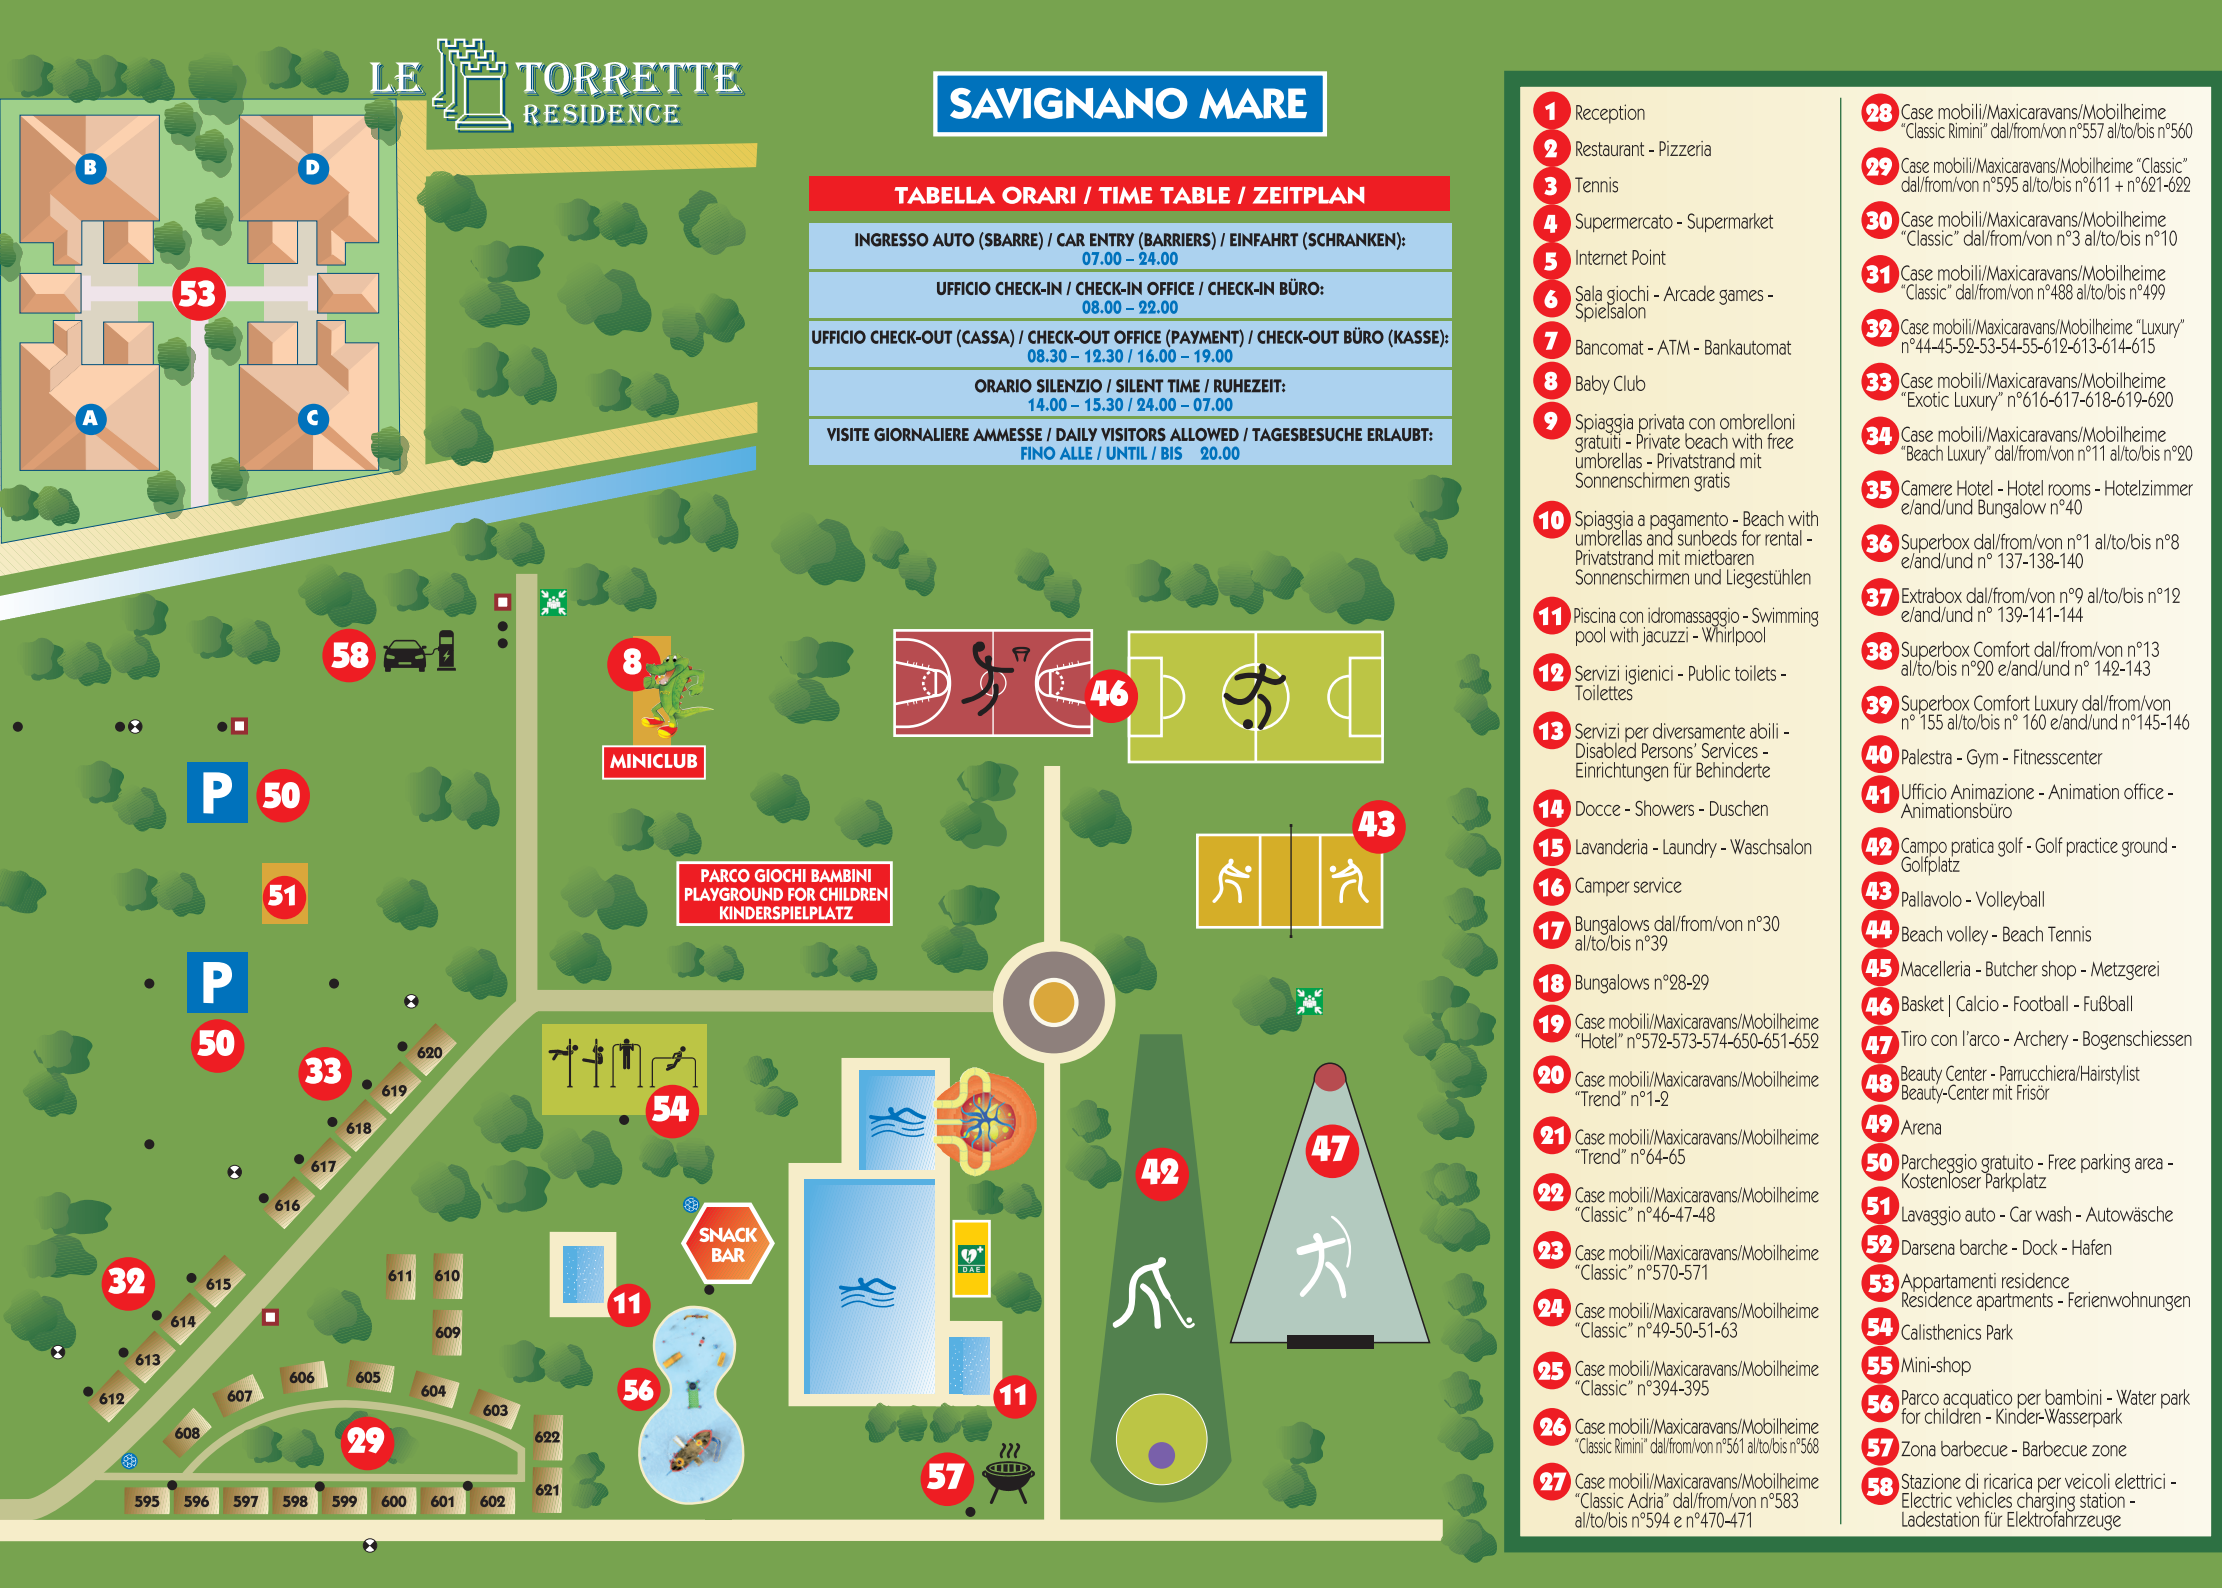 LE TORRETTE
RESIDENCE
SAVIGNANO MARE
TABELLA ORARI / TIME TABLE / ZEITPLAN
INGRESSO AUTO (SBARRE) / CAR ENTRY (BARRIERS) / EINFAHRT (SCHRANKEN):
07.00 – 24.00
UFFICIO CHECK-IN / CHECK-IN OFFICE / CHECK-IN BÜRO:
08.00 – 22.00
UFFICIO CHECK-OUT (CASSA) / CHECK-OUT OFFICE (PAYMENT) / CHECK-OUT BÜRO (KASSE):
08.30 – 12.30 / 16.00 – 19.00
ORARIO SILENZIO / SILENT TIME / RUHEZEIT:
14.00 – 15.30 / 24.00 – 07.00
VISITE GIORNALIERE AMMESSE / DAILY VISITORS ALLOWED / TAGESBESUCHE ERLAUBT:
FINO ALLE / UNTIL / BIS 20.00
B
D
53
A
C
58
8
MINICLUB
46
P
50
43
51
PARCO GIOCHI BAMBINI
PLAYGROUND FOR CHILDREN
KINDERSPIELPLATZ
P
50
33
620
619
618
617
616
54
42
47
SNACK
BAR
DAE
11
32
615
614
613
612
611
610
609
606
605
607
604
603
608
29
622
621
56
11
57
595
596
597
598
599
600
601
602
1 Reception
2 Restaurant - Pizzeria
3 Tennis
4 Supermercato - Supermarket
5 Internet Point
6 Sala giochi - Arcade games -
Spielsalon
7 Bancomat - ATM - Bankautomat
8 Baby Club
9 Spiaggia privata con ombrelloni
gratuiti - Private beach with free
umbrellas - Privatstrand mit
Sonnenschirmen gratis
10 Spiaggia a pagamento - Beach with
umbrellas and sunbeds for rental -
Privatstrand mit mietbaren
Sonnenschirmen und Liegestühlen
11 Piscina con idromassaggio - Swimming
pool with jacuzzi - Whirlpool
12 Servizi igienici - Public toilets -
Toilettes
13 Servizi per diversamente abili -
Disabled Persons' Services -
Einrichtungen für Behinderte
14 Docce - Showers - Duschen
15 Lavanderia - Laundry - Waschsalon
16 Camper service
17 Bungalows dal/from/von n°30
al/to/bis n°39
18 Bungalows n°28-29
19 Case mobili/Maxicaravans/Mobilheime
"Hotel" n°572-573-574-650-651-652
20 Case mobili/Maxicaravans/Mobilheime
"Trend" n°1-2
21 Case mobili/Maxicaravans/Mobilheime
"Trend" n°64-65
22 Case mobili/Maxicaravans/Mobilheime
"Classic" n°46-47-48
23 Case mobili/Maxicaravans/Mobilheime
"Classic" n°570-571
24 Case mobili/Maxicaravans/Mobilheime
"Classic" n°49-50-51-63
25 Case mobili/Maxicaravans/Mobilheime
"Classic" n°394-395
26 Case mobili/Maxicaravans/Mobilheime
"Classic Rimini" dal/from/von n°561 al/to/bis n°568
27 Case mobili/Maxicaravans/Mobilheime
"Classic Adria" dal/from/von n°583
al/to/bis n°594 e n°470-471
28 Case mobili/Maxicaravans/Mobilheime
"Classic Rimini" dal/from/von n°557 al/to/bis n°560
29 Case mobili/Maxicaravans/Mobilheime "Classic"
dal/from/von n°595 al/to/bis n°611 + n°621-622
30 Case mobili/Maxicaravans/Mobilheime
"Classic" dal/from/von n°3 al/to/bis n°10
31 Case mobili/Maxicaravans/Mobilheime
"Classic" dal/from/von n°488 al/to/bis n°499
32 Case mobili/Maxicaravans/Mobilheime "Luxury"
n°44-45-52-53-54-55-612-613-614-615
33 Case mobili/Maxicaravans/Mobilheime
"Exotic Luxury" n°616-617-618-619-620
34 Case mobili/Maxicaravans/Mobilheime
"Beach Luxury" dal/from/von n°11 al/to/bis n°20
35 Camere Hotel - Hotel rooms - Hotelzimmer
e/and/und Bungalow n°40
36 Superbox dal/from/von n°1 al/to/bis n°8
e/and/und n° 137-138-140
37 Extrabox dal/from/von n°9 al/to/bis n°12
e/and/und n° 139-141-144
38 Superbox Comfort dal/from/von n°13
al/to/bis n°20 e/and/und n° 142-143
39 Superbox Comfort Luxury dal/from/von
n° 155 al/to/bis n° 160 e/and/und n°145-146
40 Palestra - Gym - Fitnesscenter
41 Ufficio Animazione - Animation office -
Animationsbüro
42 Campo pratica golf - Golf practice ground -
Golfplatz
43 Pallavolo - Volleyball
44 Beach volley - Beach Tennis
45 Macelleria - Butcher shop - Metzgerei
46 Basket | Calcio - Football - Fußball
47 Tiro con l'arco - Archery - Bogenschiessen
48 Beauty Center - Parrucchiera/Hairstylist
Beauty-Center mit Frisör
49 Arena
50 Parcheggio gratuito - Free parking area -
Kostenloser Parkplatz
51 Lavaggio auto - Car wash - Autowäsche
52 Darsena barche - Dock - Hafen
53 Appartamenti residence
Residence apartments - Ferienwohnungen
54 Calisthenics Park
55 Mini-shop
56 Parco acquatico per bambini - Water park
for children - Kinder-Wasserpark
57 Zona barbecue - Barbecue zone
58 Stazione di ricarica per veicoli elettrici -
Electric vehicles charging station -
Ladestation für Elektrofahrzeuge